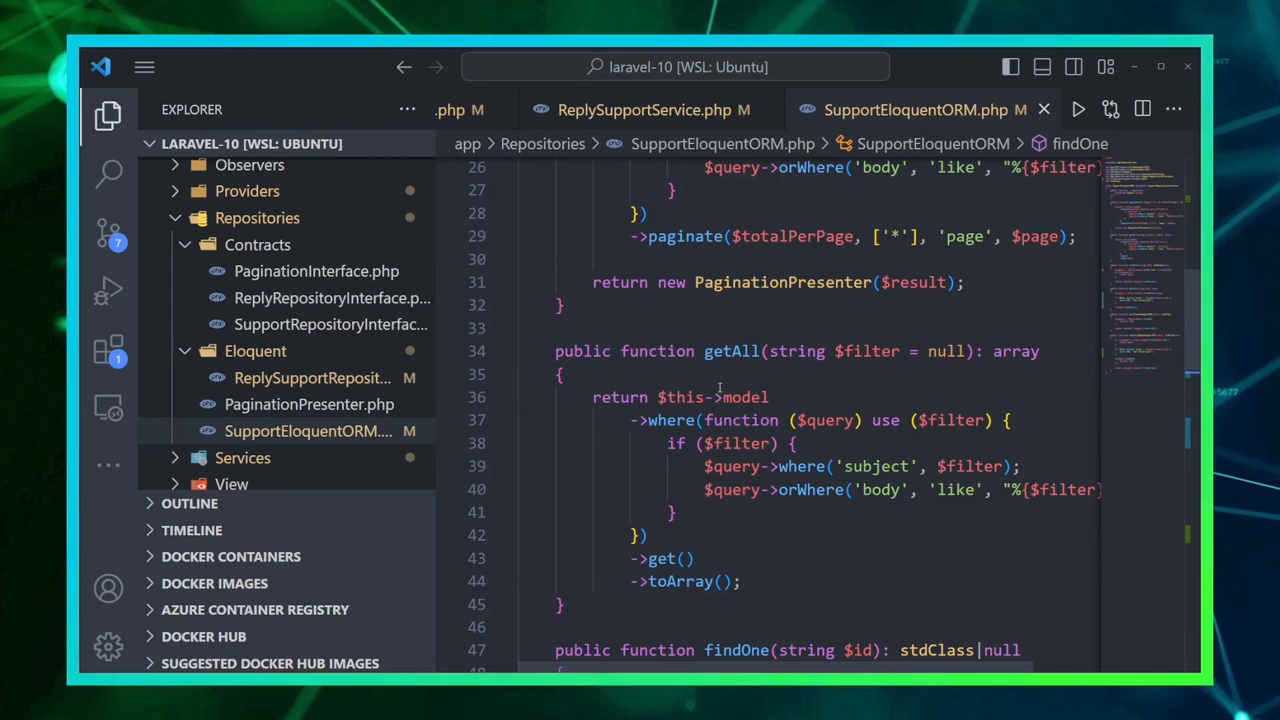 laravel-10 [WSL: Ubuntu]
EXPLORER
.php M
ReplySupportService.php M
SupportEloquentORM.php M
LARAVEL-10 [WSL: UBUNTU]
app > Repositories > SupportEloquentORM.php > SupportEloquentORM > findOne
Observers
Providers
Repositories
Contracts
PaginationInterface.php
ReplyRepositoryInterface.p...
SupportRepositoryInterfac...
Eloquent
ReplySupportReposit... M
PaginationPresenter.php
SupportEloquentORM.... M
Services
View
OUTLINE
TIMELINE
DOCKER CONTAINERS
DOCKER IMAGES
AZURE CONTAINER REGISTRY
DOCKER HUB
SUGGESTED DOCKER HUB IMAGES
7
1
26 $query->orWhere('body', 'like', "%{$filter}
27 }
28 })
29 ->paginate($totalPerPage, ['*'], 'page', $page);
30
31 return new PaginationPresenter($result);
32 }
33
34 public function getAll(string $filter = null): array
35 {
36 return $this->model
37 ->where(function ($query) use ($filter) {
38 if ($filter) {
39 $query->where('subject', $filter);
40 $query->orWhere('body', 'like', "%{$filter}
41 }
42 })
43 ->get()
44 ->toArray();
45 }
46
47 public function findOne(string $id): stdClass|null